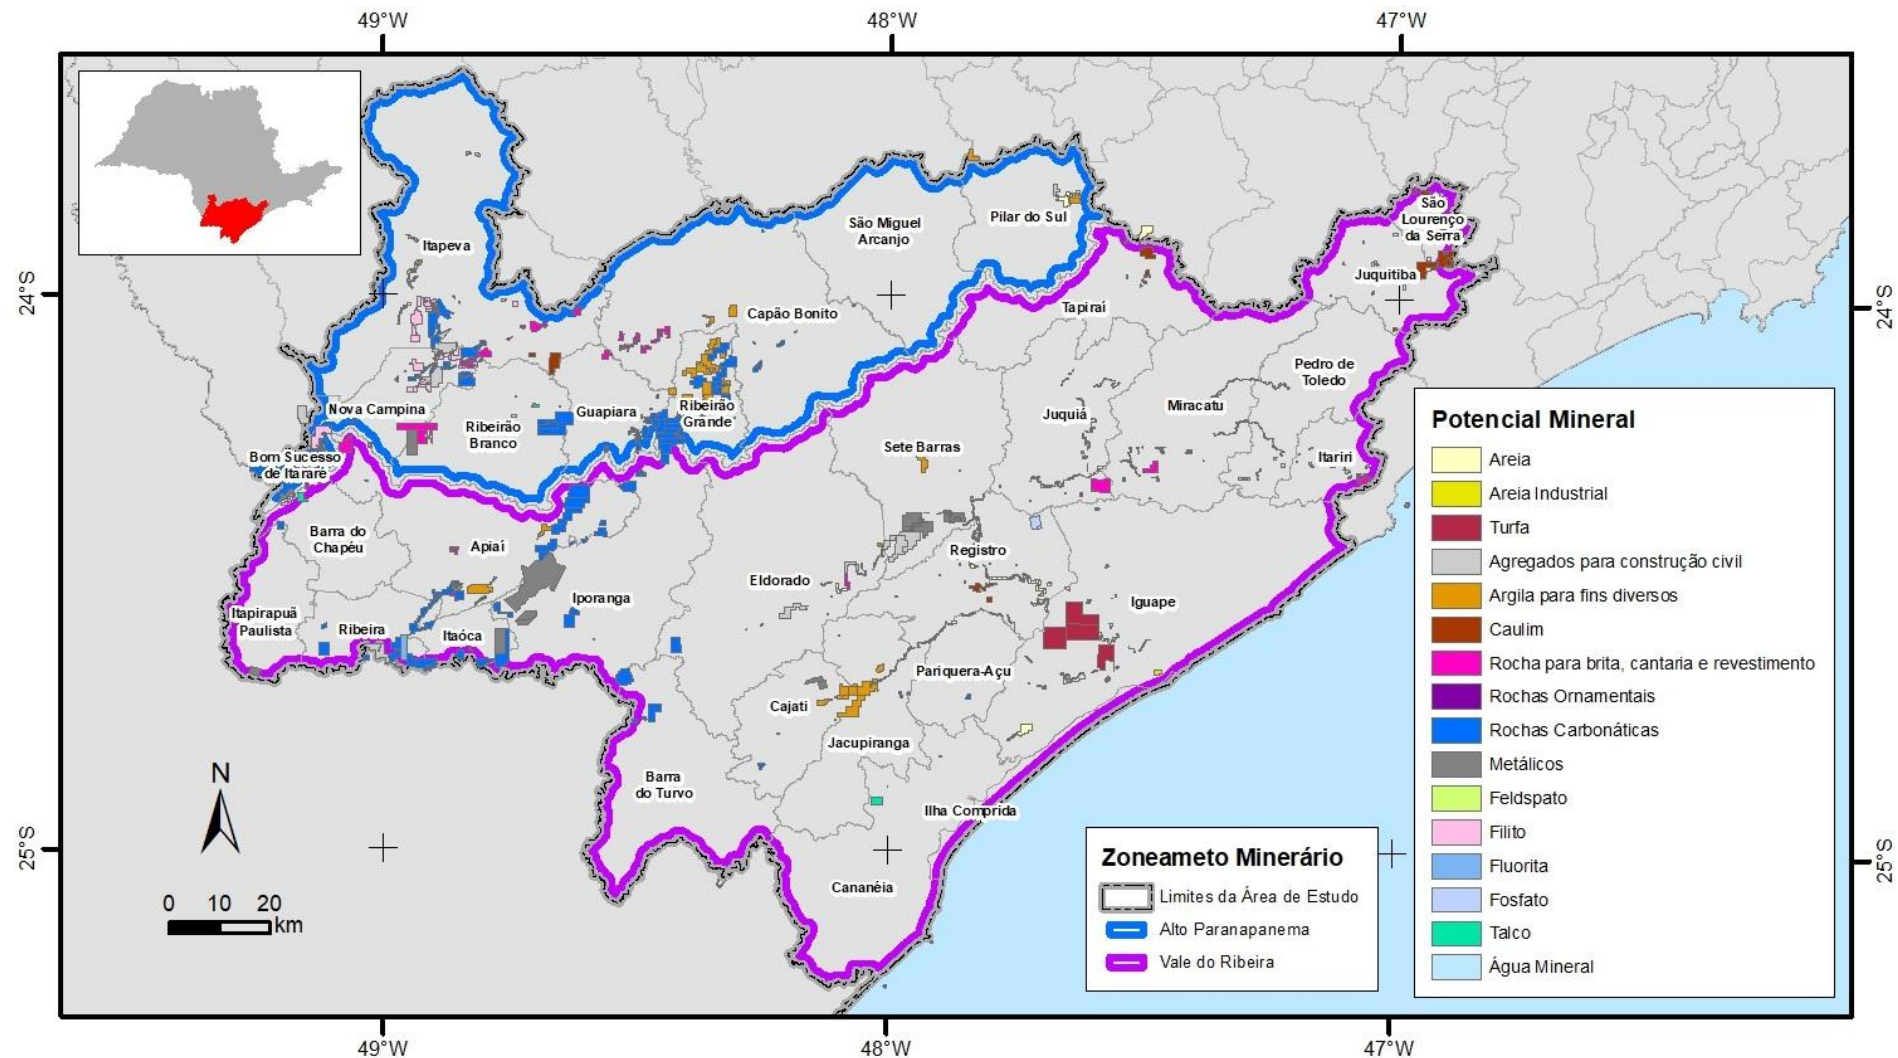 49°W
48°W
47°W
24°S
24°S
25°S
25°S
49°W
48°W
47°W
Itapeva
São Miguel
Arcanjo
Pilar do Sul
São
Lourenço
da Serra
Juquitiba
Tapiraí
Capão Bonito
Pedro de
Toledo
Nova Campina
Ribeirão
Branco
Guapiara
Ribeirão
Grande
Juquiá
Miracatu
Sete Barras
Itariri
Bom Sucesso
de Itararé
Barra do
Chapéu
Apiaí
Registro
Eldorado
Iporanga
Iguape
Itapirapuã
Paulista
Ribeira
Itaóca
Pariquera-Açu
Cajati
Jacupiranga
Barra
do Turvo
Ilha Comprida
Cananéia
N
0 10 20
km
Zoneameto Minerário
Limites da Área de Estudo
Alto Paranapanema
Vale do Ribeira
Potencial Mineral
Areia
Areia Industrial
Turfa
Agregados para construção civil
Argila para fins diversos
Caulim
Rocha para brita, cantaria e revestimento
Rochas Ornamentais
Rochas Carbonáticas
Metálicos
Feldspato
Filito
Fluorita
Fosfato
Talco
Água Mineral